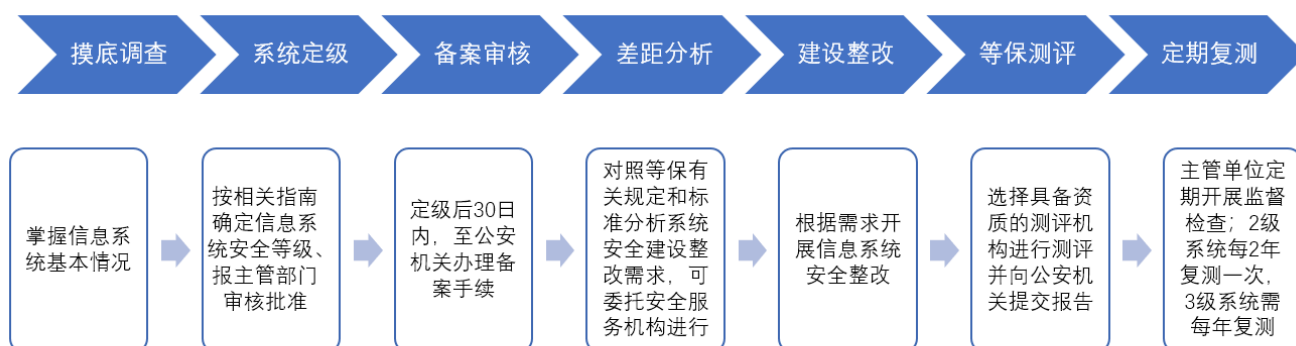 摸底调查
系统定级
备案审核
差距分析
建设整改
等保测评
定期复测
掌握信息系
统基本情况
按相关指南
确定信息系
统安全等级、
报主管部门
审核批准
定级后30日
内，至公安
机关办理备
案手续
对照等保有
关规定和标
准分析系统
安全建设整
改需求，可
委托安全服
务机构进行
根据需求开
展信息系统
安全整改
选择具备资
质的测评机
构进行测评
并向公安机
关提交报告
主管单位定
期开展监督
检查；2级
系统每2年
复测一次，
3级系统需
每年复测